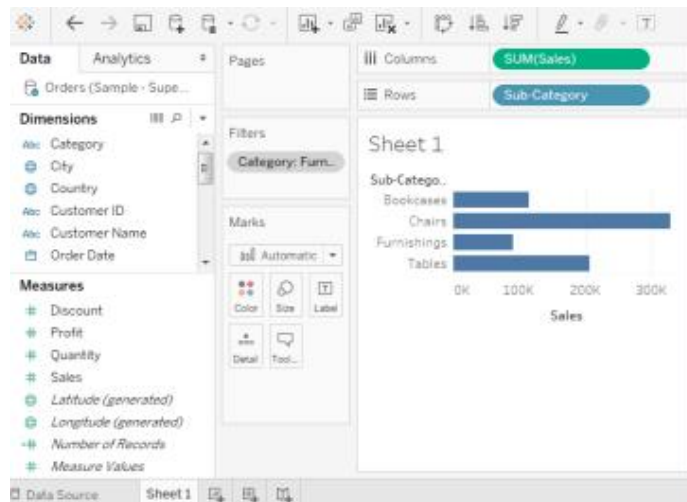 Data Analytics
Orders (Sample - Supe...
Dimensions
Abc Category
City
Country
Abc Customer ID
Abc Customer Name
Order Date
Measures
# Discount
# Profit
# Quantity
# Sales
Latitude (generated)
Longitude (generated)
=# Number of Records
# Measure Values
Pages
Filters
Category: Furn..
Marks
Automatic
Color Size Label
Detail Tool...
Columns SUM(Sales)
Rows Sub-Category
Sheet 1
Sub-Catego..
Bookcases
Chairs
Furnishings
Tables
0K 100K 200K 300K
Sales
Data Source Sheet 1